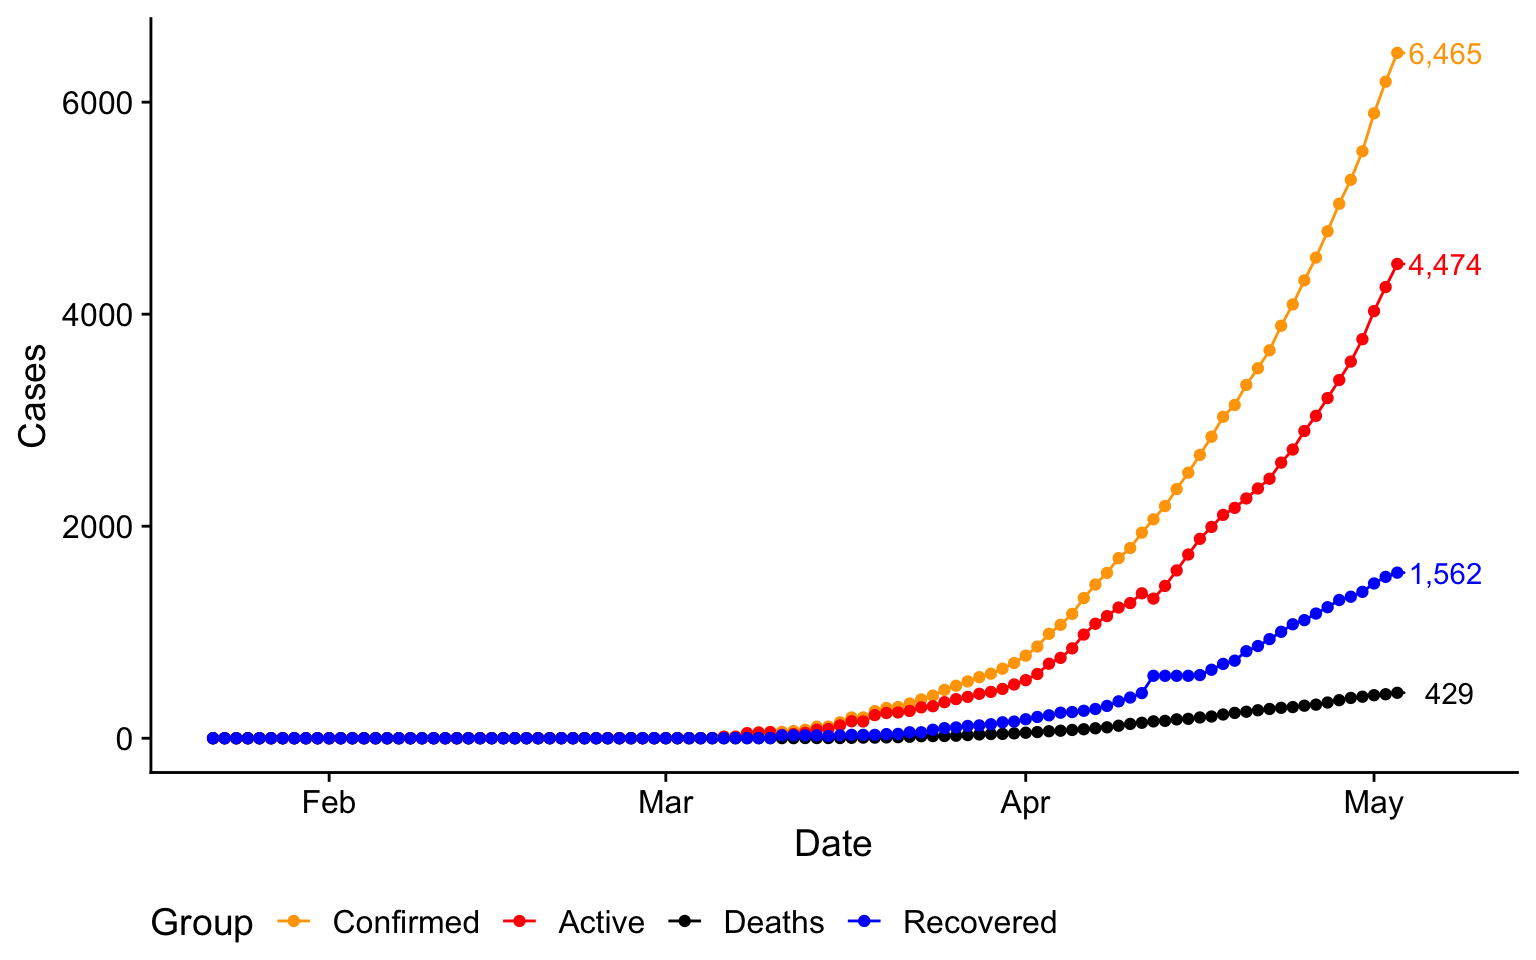 6,465
6000
4,474
4000
Cases
2000
1,562
429
0
Feb Mar Apr May
Date
Group Confirmed Active Deaths Recovered